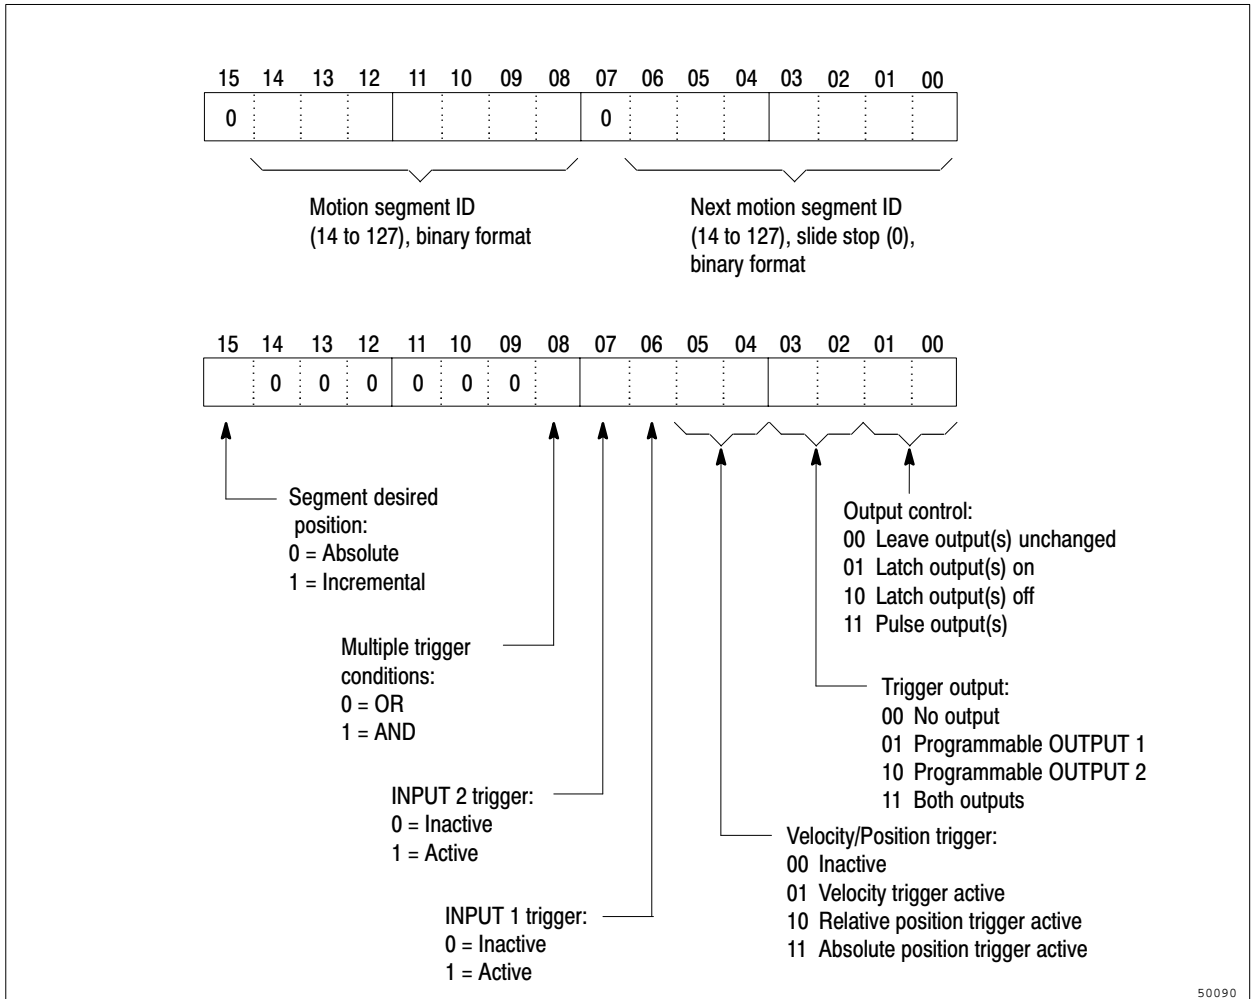 15 14 13 12 11 10 09 08 07 06 05 04 03 02 01 00
0 0
Motion segment ID
(14 to 127), binary format
Next motion segment ID
(14 to 127), slide stop (0),
binary format
15 14 13 12 11 10 09 08 07 06 05 04 03 02 01 00
0 0 0 0 0 0
Segment desired
position:
0 = Absolute
1 = Incremental
Output control:
00 Leave output(s) unchanged
01 Latch output(s) on
10 Latch output(s) off
11 Pulse output(s)
Multiple trigger
conditions:
0 = OR
1 = AND
Trigger output:
00 No output
01 Programmable OUTPUT 1
10 Programmable OUTPUT 2
11 Both outputs
INPUT 2 trigger:
0 = Inactive
1 = Active
Velocity/Position trigger:
00 Inactive
01 Velocity trigger active
10 Relative position trigger active
11 Absolute position trigger active
INPUT 1 trigger:
0 = Inactive
1 = Active
50090